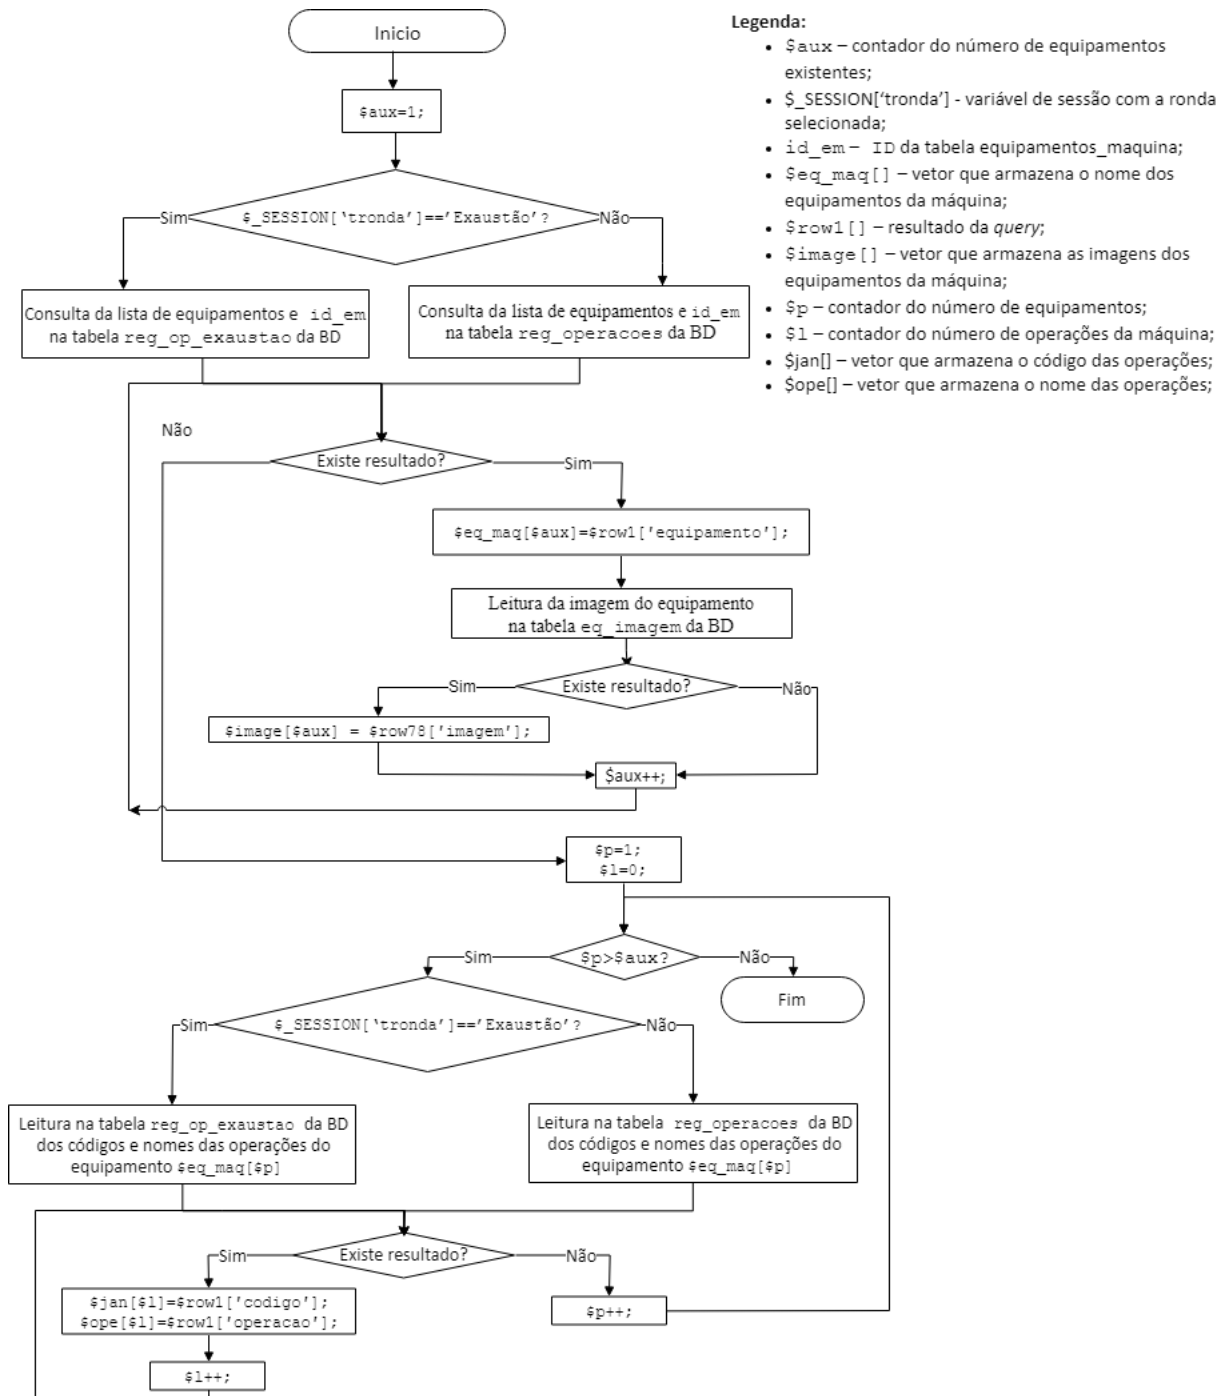 Inicio
$aux=1;
$_SESSION['tronda']=='Exaustão'?
Sim
Não
Consulta da lista de equipamentos e id_em
na tabela reg_op_exaustao da BD
Consulta da lista de equipamentos e id_em
na tabela reg_operacoes da BD
Não
Existe resultado?
Sim
$eq_maq[$aux]=$row1['equipamento'];
Leitura da imagem do equipamento
na tabela eq_imagem da BD
Sim
Existe resultado?
Não
$image[$aux] = $row78['imagem'];
$aux++;
$p=1;
$l=0;
Sim
$p>$aux?
Não
Fim
Sim
$_SESSION['tronda']=='Exaustão'?
Não
Leitura na tabela reg_op_exaustao da BD
dos códigos e nomes das operações do
equipamento $eq_maq[$p]
Leitura na tabela reg_operacoes da BD
dos códigos e nomes das operações do
equipamento $eq_maq[$p]
Sim
Existe resultado?
Não
$jan[$l]=$row1['codigo'];
$ope[$l]=$row1['operacao'];
$p++;
$l++;
Legenda:
• $aux – contador do número de equipamentos
existentes;
• $_SESSION['tronda'] - variável de sessão com a ronda
selecionada;
• id_em – ID da tabela equipamentos_maquina;
• $eq_maq[] – vetor que armazena o nome dos
equipamentos da máquina;
• $row1[] – resultado da query;
• $image[] – vetor que armazena as imagens dos
equipamentos da máquina;
• $p – contador do número de equipamentos;
• $l – contador do número de operações da máquina;
• $jan[] – vetor que armazena o código das operações;
• $ope[] – vetor que armazena o nome das operações;